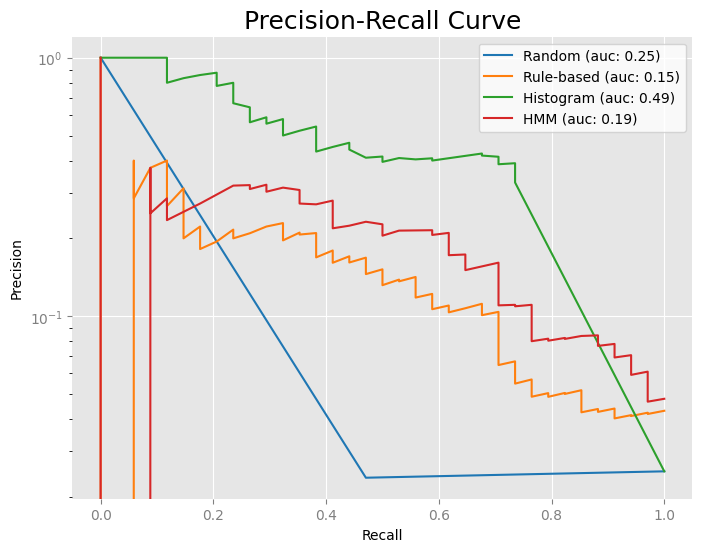 Precision-Recall Curve
Random (auc: 0.25)
Rule-based (auc: 0.15)
Histogram (auc: 0.49)
HMM (auc: 0.19)
10⁰
10⁻¹
Precision
0.0 0.2 0.4 0.6 0.8 1.0
Recall